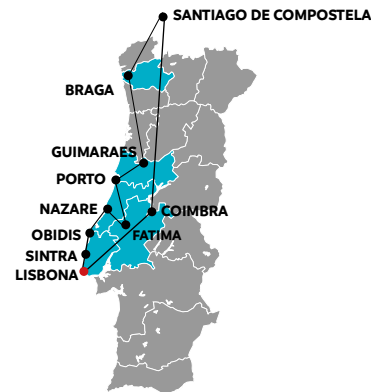 SANTIAGO DE COMPOSTELA
BRAGA
GUIMARAES
PORTO
NAZARE
COIMBRA
OBIDIS
FATIMA
SINTRA
LISBONA